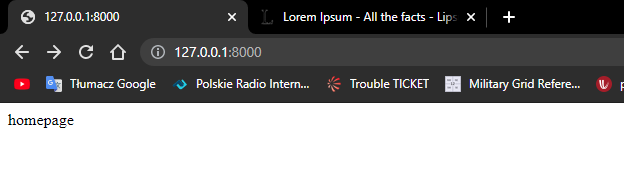 127.0.0.1:8000 Lorem Ipsum - All the facts - Lips
127.0.0.1:8000
Tłumacz Google Polskie Radio Intern... Trouble TICKET Military Grid Refere... p
homepage